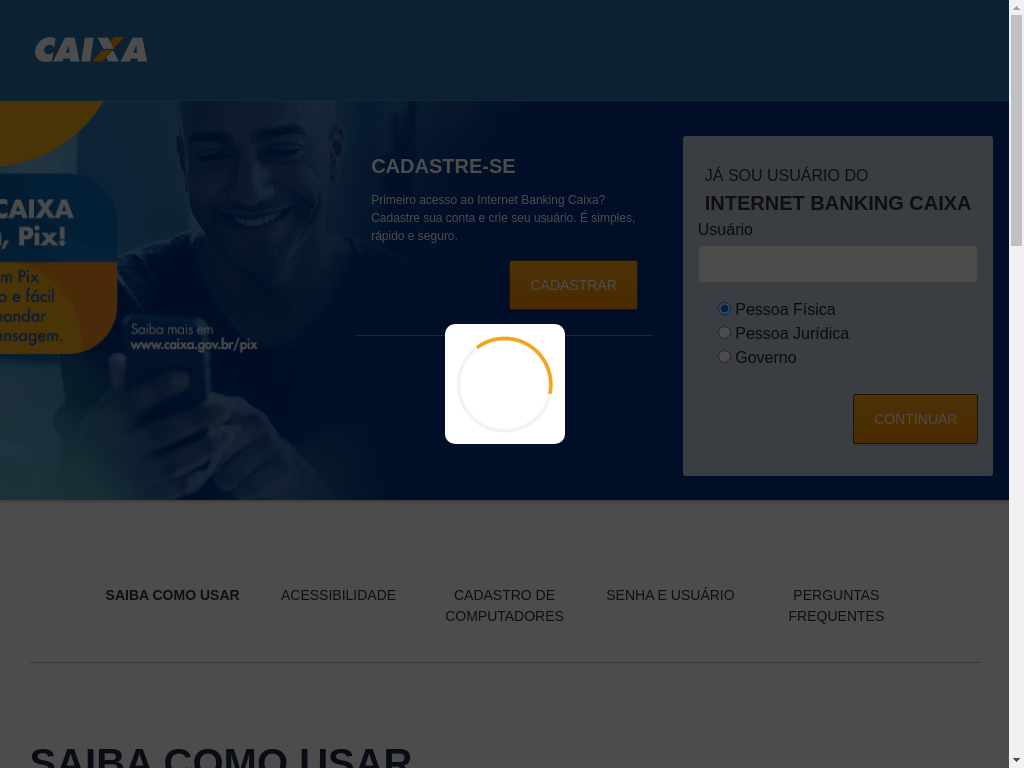 CAIXA
CAIXA
, Pix!
m Pix
o e fácil
mandar
ensagem.
Saiba mais em
www.caixa.gov.br/pix
CADASTRE-SE
Primeiro acesso ao Internet Banking Caixa?
Cadastre sua conta e crie seu usuário. É simples,
rápido e seguro.
CADASTRAR
JÁ SOU USUÁRIO DO
INTERNET BANKING CAIXA
Usuário
Pessoa Física
Pessoa Jurídica
Governo
CONTINUAR
SAIBA COMO USAR
ACESSIBILIDADE
CADASTRO DE
COMPUTADORES
SENHA E USUÁRIO
PERGUNTAS
FREQUENTES
SAIBA COMO USAR